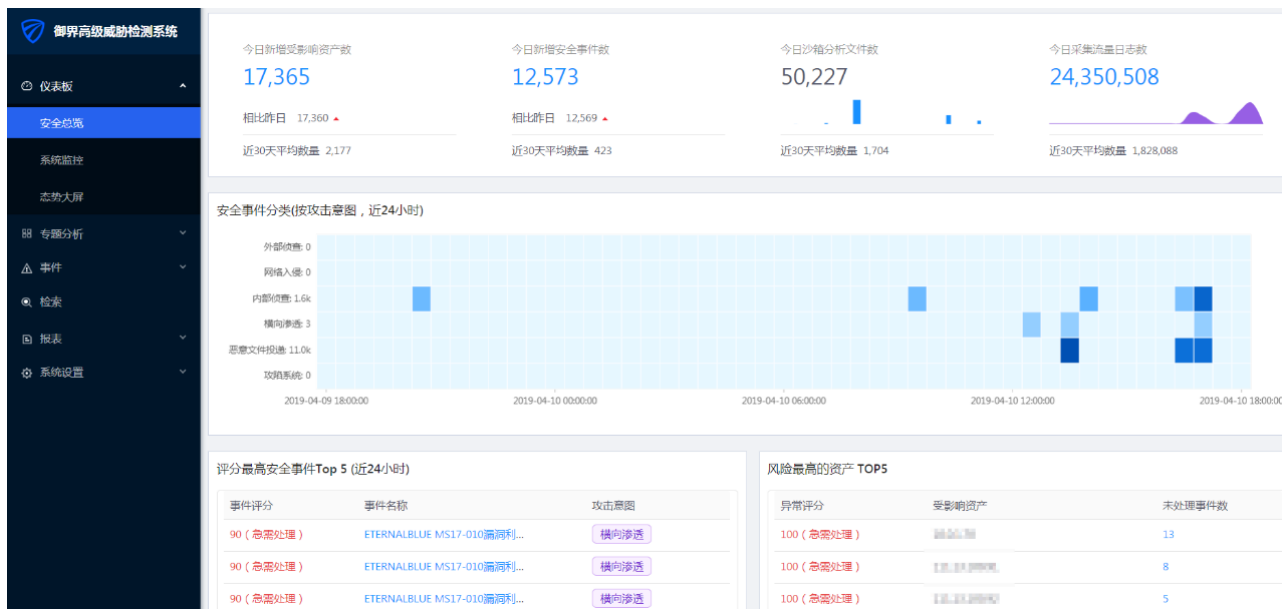 御界高级威胁检测系统
仪表板
安全总览
系统监控
态势大屏
专题分析
事件
检索
报表
系统设置
今日新增受影响资产数
17,365
相比昨日 17,360
近30天平均数量 2,177
今日新增安全事件数
12,573
相比昨日 12,569
近30天平均数量 423
今日沙箱分析文件数
50,227
近30天平均数量 1,704
今日采集流量日志数
24,350,508
近30天平均数量 1,828,088
安全事件分类(按攻击意图，近24小时)
外部侦查: 0
网络入侵: 0
内部侦查: 1.6k
横向渗透: 3
恶意文件投递: 11.0k
攻陷系统: 0
2019-04-09 18:00:00
2019-04-10 00:00:00
2019-04-10 06:00:00
2019-04-10 12:00:00
2019-04-10 18:00:00
评分最高安全事件Top 5 (近24小时)
事件评分 事件名称 攻击意图
90（急需处理） ETERNALBLUE MS17-010漏洞利... 横向渗透
90（急需处理） ETERNALBLUE MS17-010漏洞利... 横向渗透
90（急需处理） ETERNALBLUE MS17-010漏洞利... 横向渗透
风险最高的资产 TOP5
异常评分 受影响资产 未处理事件数
100（急需处理） 13
100（急需处理） 8
100（急需处理） 5